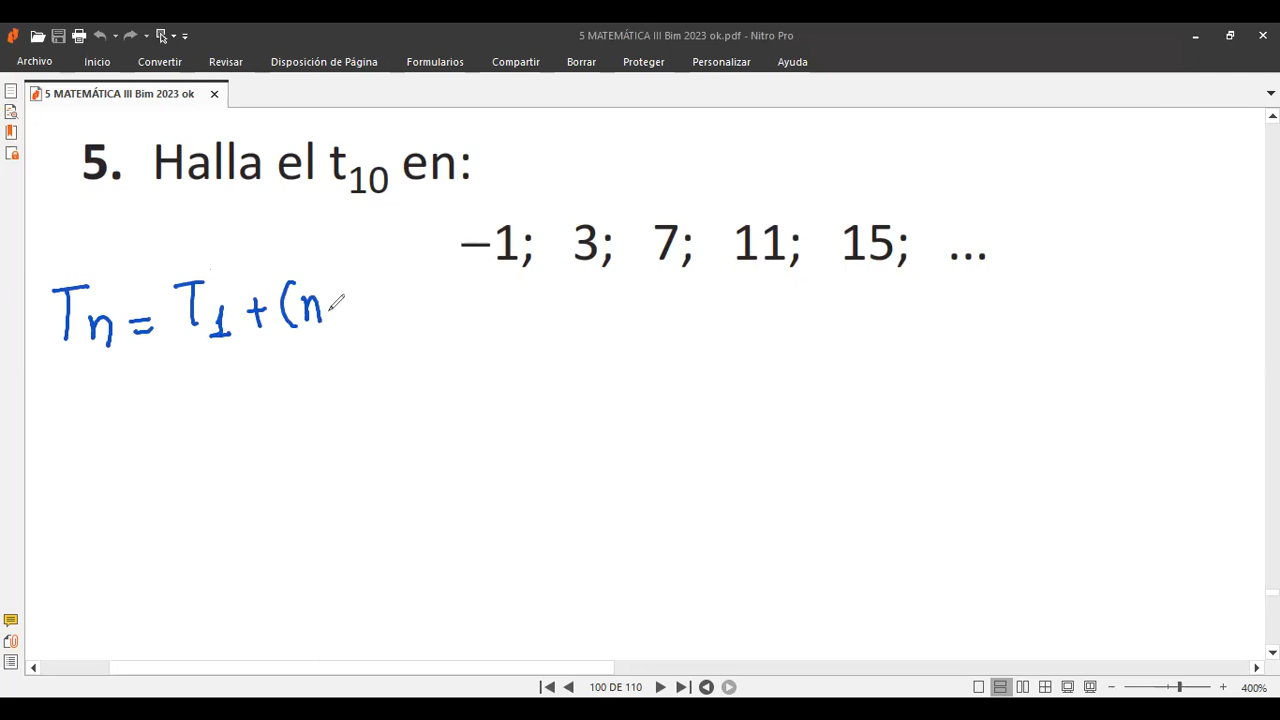 5 MATEMÁTICA III Bim 2023 ok.pdf - Nitro Pro
Archivo Inicio Convertir Revisar Disposición de Página Formularios Compartir Borrar Proteger Personalizar Ayuda
5 MATEMÁTICA III Bim 2023 ok
5. Halla el t₁₀ en:
–1; 3; 7; 11; 15; ...
Tn = T1 + (n
100 DE 110
400%